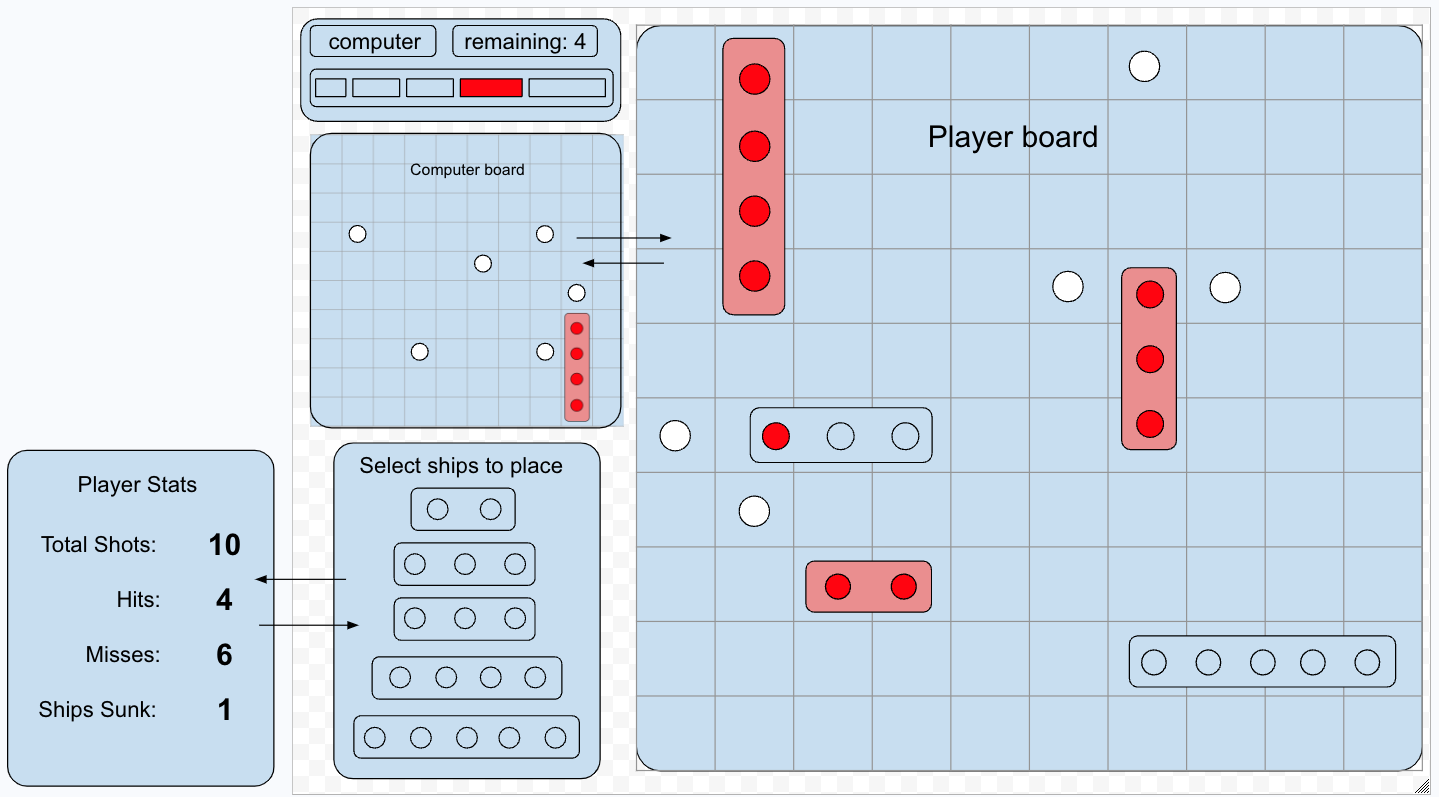 computer
remaining: 4
Computer board
Player board
Select ships to place
Player Stats
Total Shots: 10
Hits: 4
Misses: 6
Ships Sunk: 1